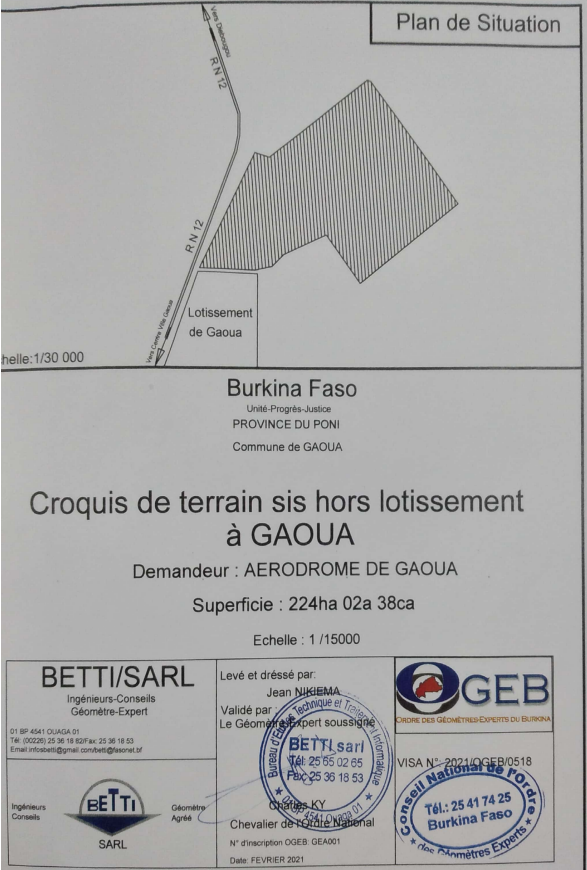 Plan de Situation
Vers Diebougou
R N 12
R N 12
Vers Centre Ville Gaoua
Lotissement
de Gaoua
helle:1/30 000
Burkina Faso
Unité-Progrès-Justice
PROVINCE DU PONI
Commune de GAOUA
Croquis de terrain sis hors lotissement
à GAOUA
Demandeur : AERODROME DE GAOUA
Superficie : 224ha 02a 38ca
Echelle : 1 /15000
BETTI/SARL
Ingénieurs-Conseils
Géomètre-Expert
01 BP 4541 OUAGA 01
Tél: (00226) 25 36 18 62/Fax: 25 36 18 53
Email infosbetti@gmail.com/betti@fasonet.bf
Ingénieurs
Conseils
BETTI
SARL
Géomètre
Agréé
Levé et dréssé par:
Jean NIKIEMA
Validé par
Le Géomètre-Expert soussigné
Bureau d'Etudes Technique et Traitement Informatique
BETTI sarl
Tél: 25 65 02 65
Fax: 25 36 18 53
01 BP 4541 Ouaga 01
Charles KY
Chevalier de l'Ordre National
N° d'inscription OGEB: GEA001
Date: FEVRIER 2021
OGEB
ORDRE DES GÉOMÈTRES-EXPERTS DU BURKINA
VISA N°: 2021/OGEB/0518
Conseil National de l'Ordre
Tél.: 25 41 74 25
Burkina Faso
des Géomètres Experts